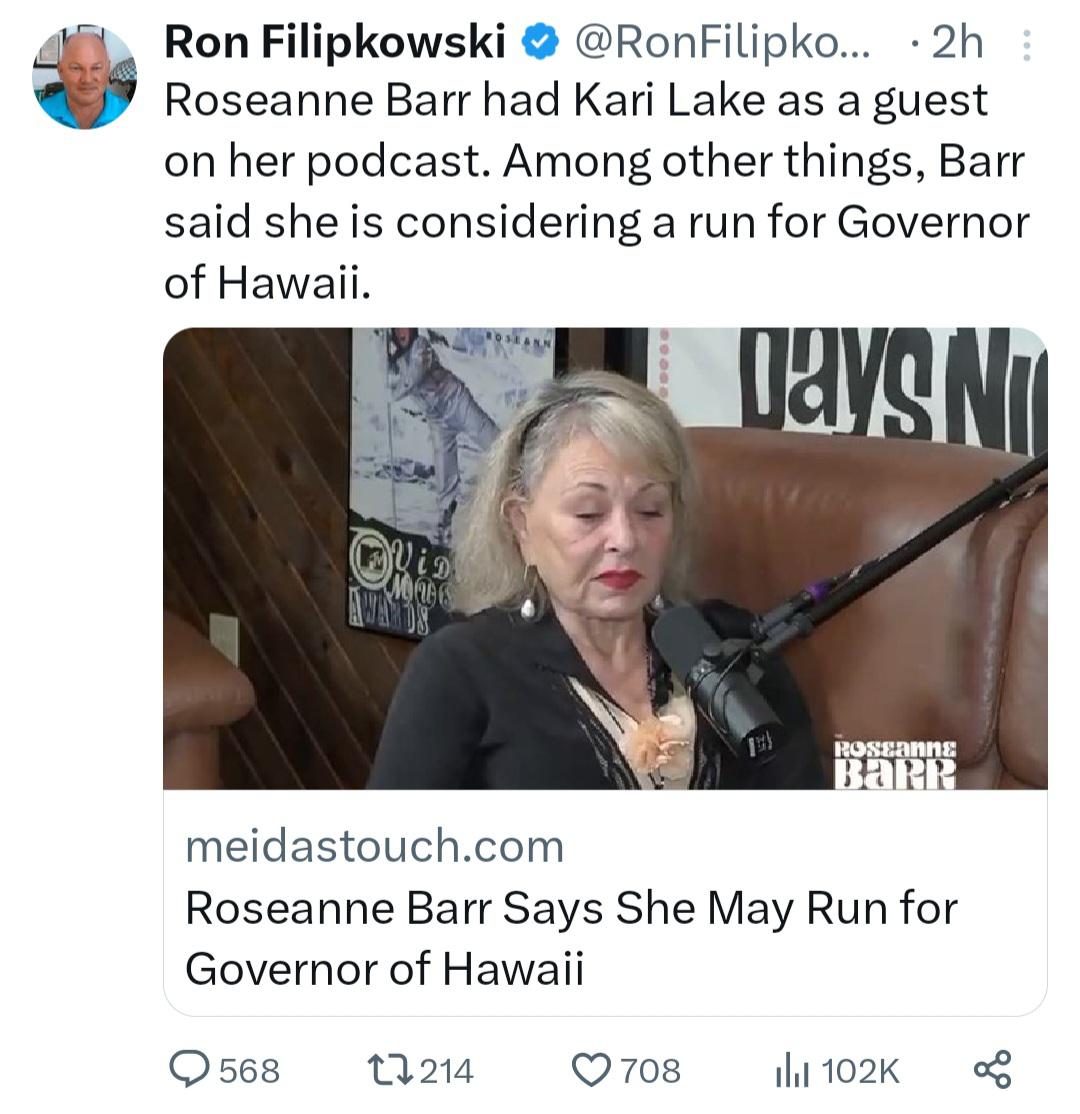 Ron Filipkowski @RonFilipko... · 2h
Roseanne Barr had Kari Lake as a guest
on her podcast. Among other things, Barr
said she is considering a run for Governor
of Hawaii.
ROSEANN
Days Ni
MTV Video
Music
Awards
ROSEANNE
BARR
meidastouch.com
Roseanne Barr Says She May Run for
Governor of Hawaii
568 214 708 102K